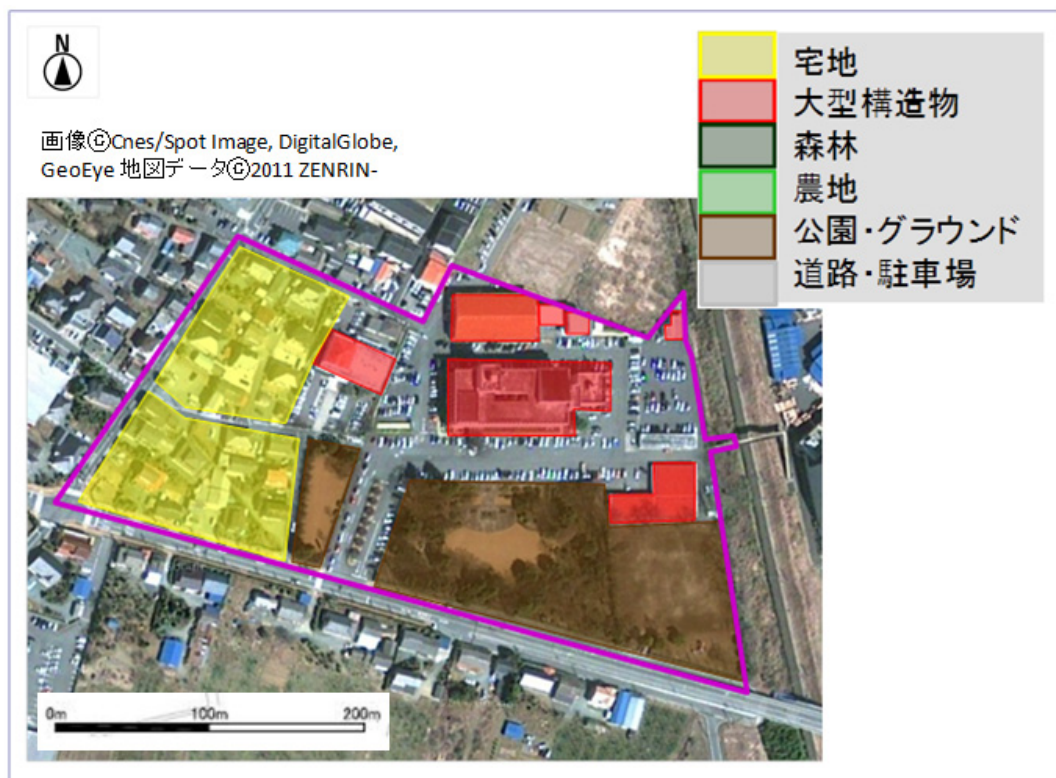 N
画像©Cnes/Spot Image, DigitalGlobe,
GeoEye 地図データ©2011 ZENRIN-
宅地
大型構造物
森林
農地
公園・グラウンド
道路・駐車場
0m 100m 200m